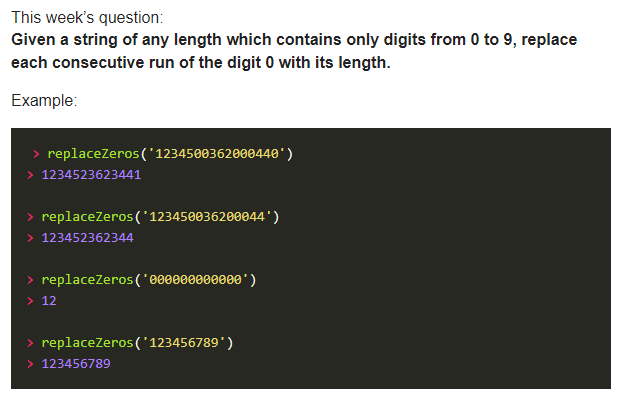 This week’s question:
Given a string of any length which contains only digits from 0 to 9, replace
each consecutive run of the digit 0 with its length.
Example:
> replaceZeros('1234500362000440')
> 1234523623441
> replaceZeros('123450036200044')
> 123452362344
> replaceZeros('000000000000')
> 12
> replaceZeros('123456789')
> 123456789